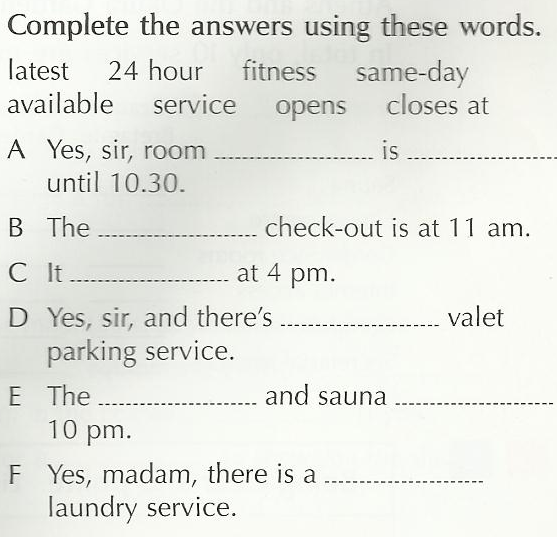 Complete the answers using these words.
latest 24 hour fitness same-day
available service opens closes at
A Yes, sir, room ........................ is ........................
until 10.30.
B The ........................ check-out is at 11 am.
C It ........................ at 4 pm.
D Yes, sir, and there's ........................ valet
parking service.
E The ........................ and sauna ........................
10 pm.
F Yes, madam, there is a ........................
laundry service.